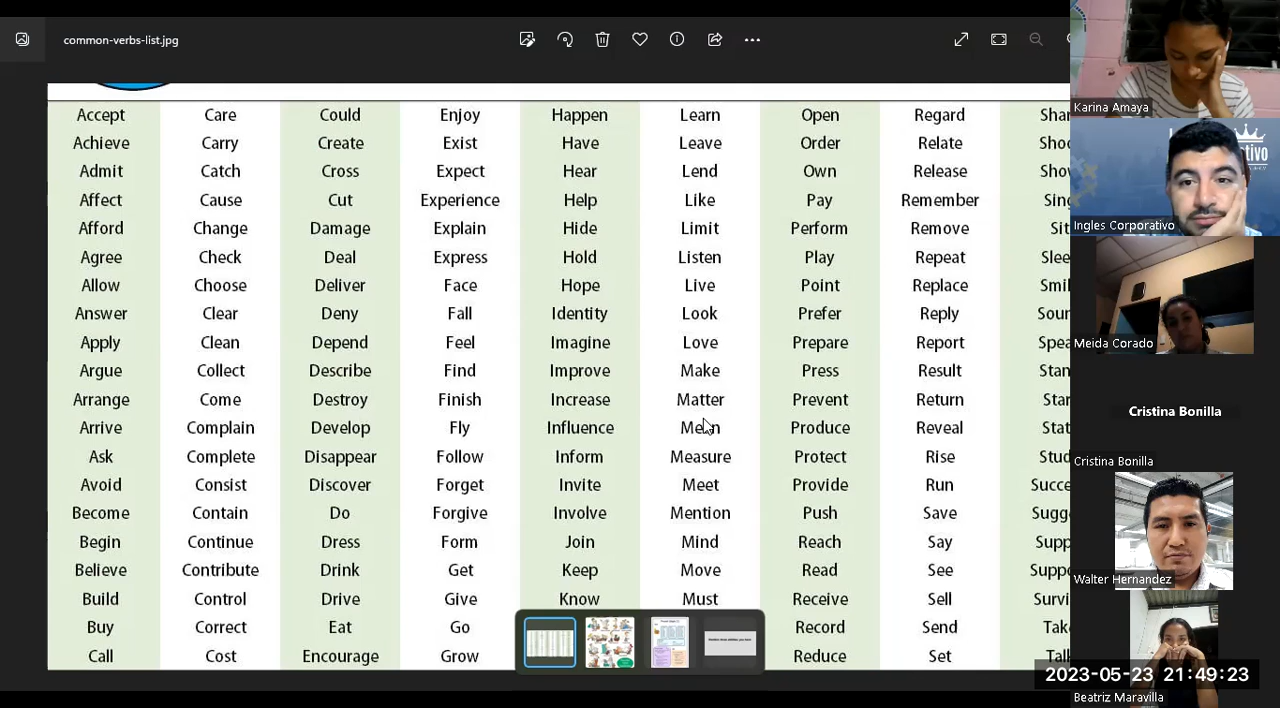 common-verbs-list.jpg
Accept Care Could Enjoy Happen Learn Open Regard
Achieve Carry Create Exist Have Leave Order Relate
Admit Catch Cross Expect Hear Lend Own Release
Affect Cause Cut Experience Help Like Pay Remember
Afford Change Damage Explain Hide Limit Perform Remove
Agree Check Deal Express Hold Listen Play Repeat
Allow Choose Deliver Face Hope Live Point Replace
Answer Clear Deny Fall Identity Look Prefer Reply
Apply Clean Depend Feel Imagine Love Prepare Report
Argue Collect Describe Find Improve Make Press Result
Arrange Come Destroy Finish Increase Matter Prevent Return
Arrive Complain Develop Fly Influence Mean Produce Reveal
Ask Complete Disappear Follow Inform Measure Protect Rise
Avoid Consist Discover Forget Invite Meet Provide Run
Become Contain Do Forgive Involve Mention Push Save
Begin Continue Dress Form Join Mind Reach Say
Believe Contribute Drink Get Keep Move Read See
Build Control Drive Give Know Must Receive Sell
Buy Correct Eat Go Record Send
Call Cost Encourage Grow Reduce Set
Karina Amaya
Ingles Corporativo
Meida Corado
Cristina Bonilla
Cristina Bonilla
Walter Hernandez
2023-05-23 21:49:23
Beatriz Maravilla